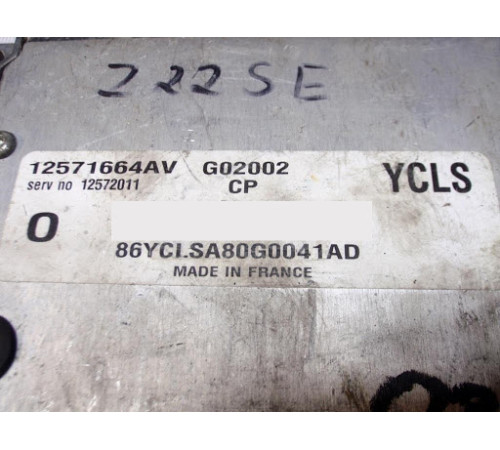 Z22SE
12571664AV G02002 YCLS
serv no 12572011 CP
O
86YCLSA80G0041AD
MADE IN FRANCE